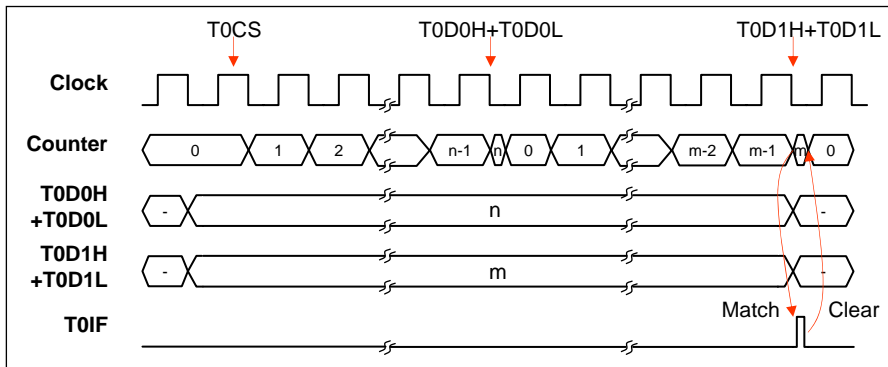 T0CS T0D0H+T0D0L T0D1H+T0D1L
Clock
Counter 0 1 2 n-1 n 0 1 m-2 m-1 m 0
T0D0H
+T0D0L - n -
T0D1H
+T0D1L - m -
Match Clear
T0IF